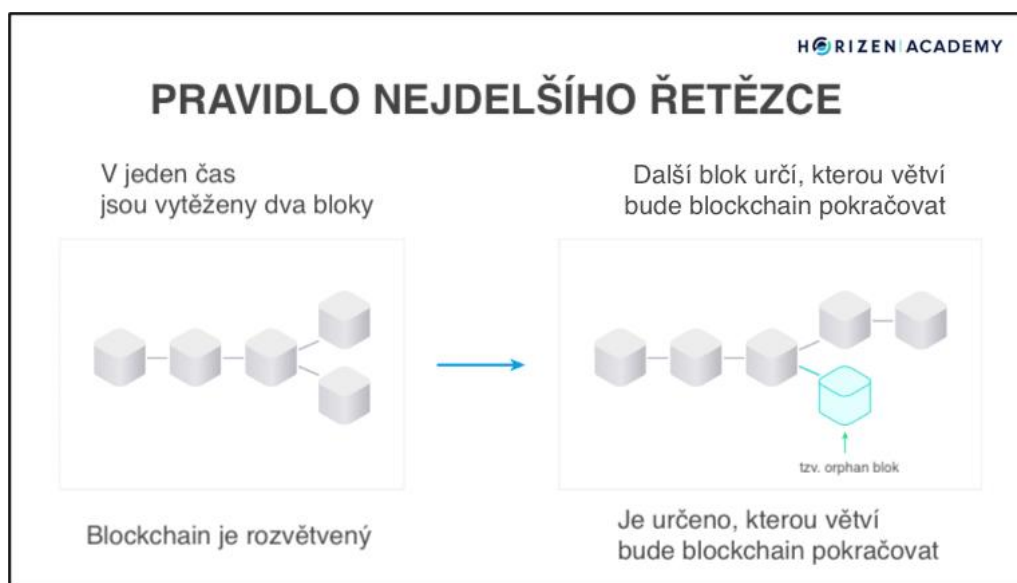 HORIZEN ACADEMY
PRAVIDLO NEJDELŠÍHO ŘETĚZCE
V jeden čas
jsou vytěženy dva bloky
Další blok určí, kterou větví
bude blockchain pokračovat
tzv. orphan blok
Blockchain je rozvětvený
Je určeno, kterou větví
bude blockchain pokračovat